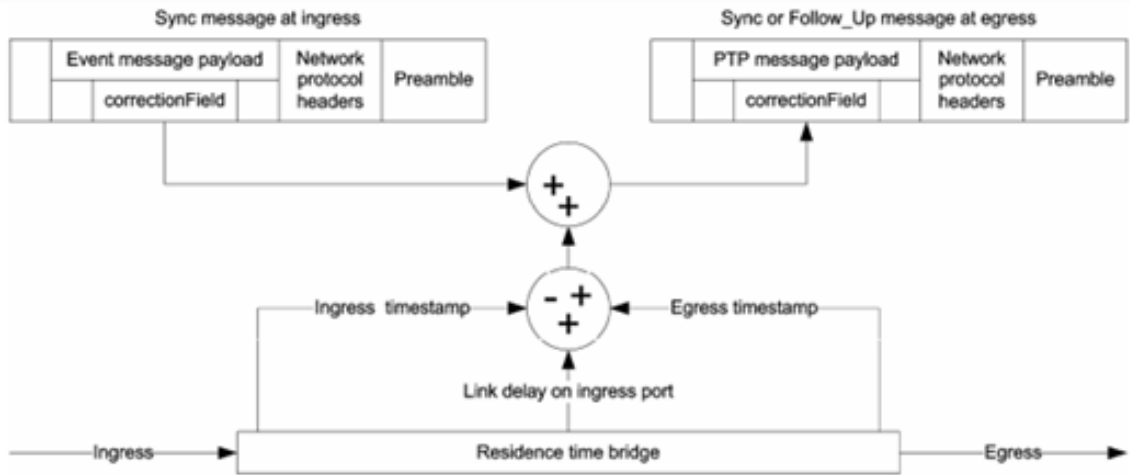 Sync message at ingress
Sync or Follow_Up message at egress
Event message payload
correctionField
Network
protocol
headers
Preamble
PTP message payload
correctionField
Network
protocol
headers
Preamble
+
+
Ingress timestamp
- +
+
Egress timestamp
Link delay on ingress port
Ingress
Residence time bridge
Egress